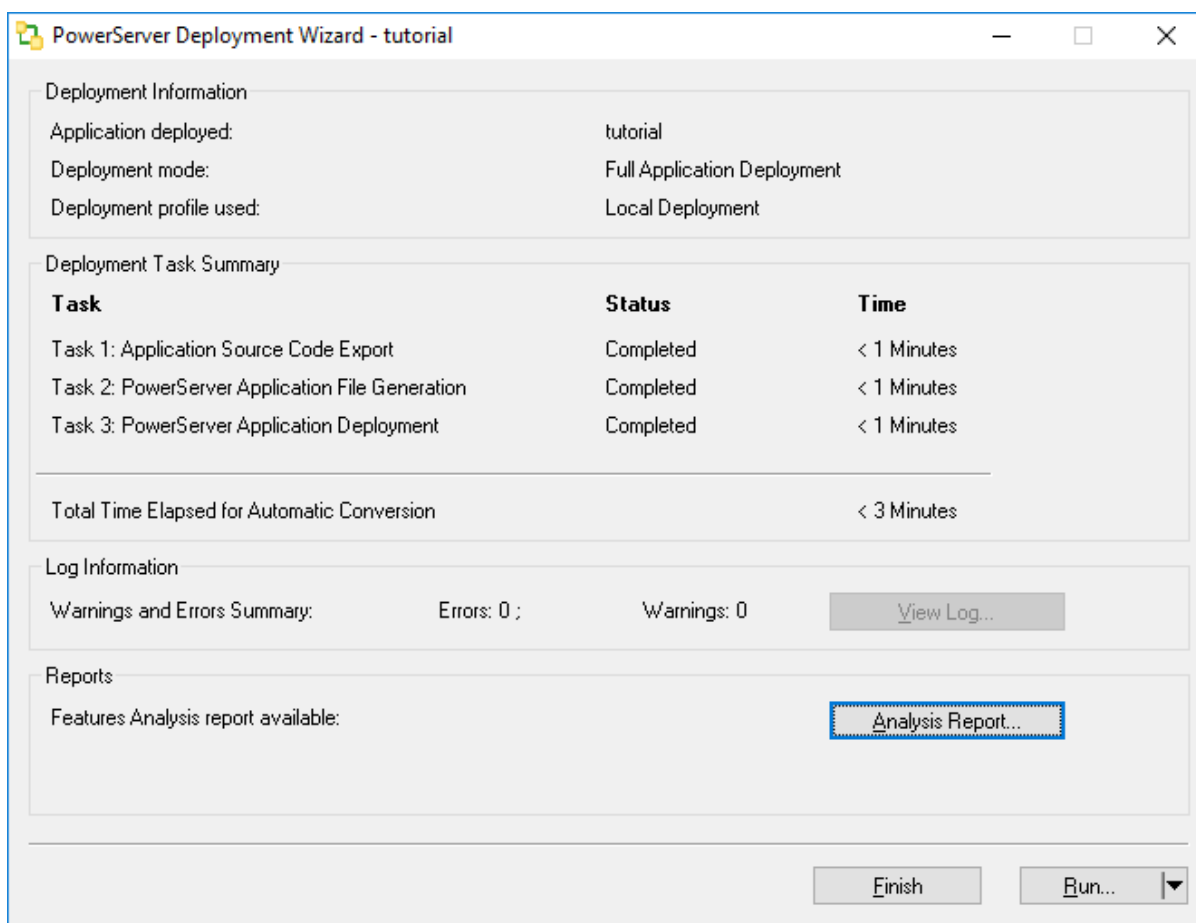 PowerServer Deployment Wizard - tutorial
Deployment Information
Application deployed: tutorial
Deployment mode: Full Application Deployment
Deployment profile used: Local Deployment
Deployment Task Summary
Task Status Time
Task 1: Application Source Code Export Completed < 1 Minutes
Task 2: PowerServer Application File Generation Completed < 1 Minutes
Task 3: PowerServer Application Deployment Completed < 1 Minutes
Total Time Elapsed for Automatic Conversion < 3 Minutes
Log Information
Warnings and Errors Summary: Errors: 0 ; Warnings: 0 View Log...
Reports
Features Analysis report available: Analysis Report...
Finish Run...